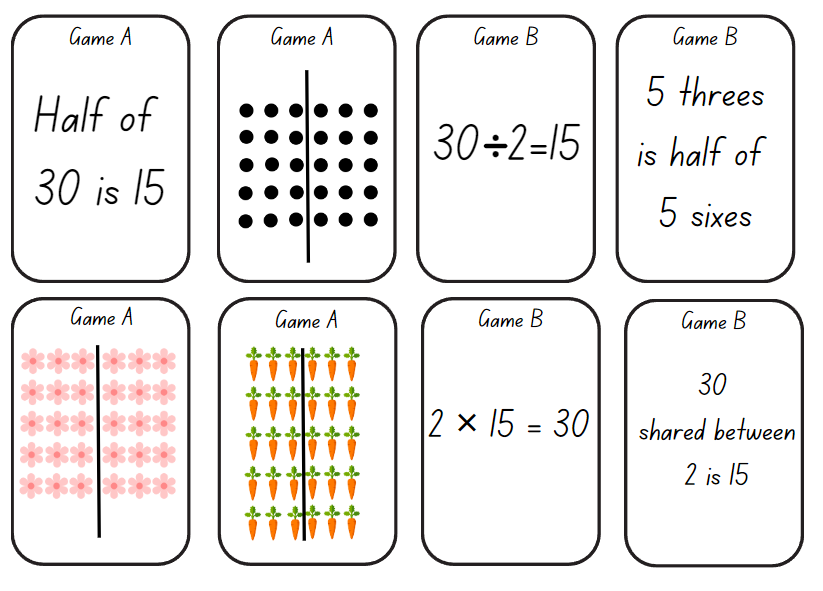 Game A
Half of
30 is 15
Game A
Game B
30÷2=15
Game B
5 threes
is half of
5 sixes
Game A
Game A
Game B
2 × 15 = 30
Game B
30
shared between
2 is 15